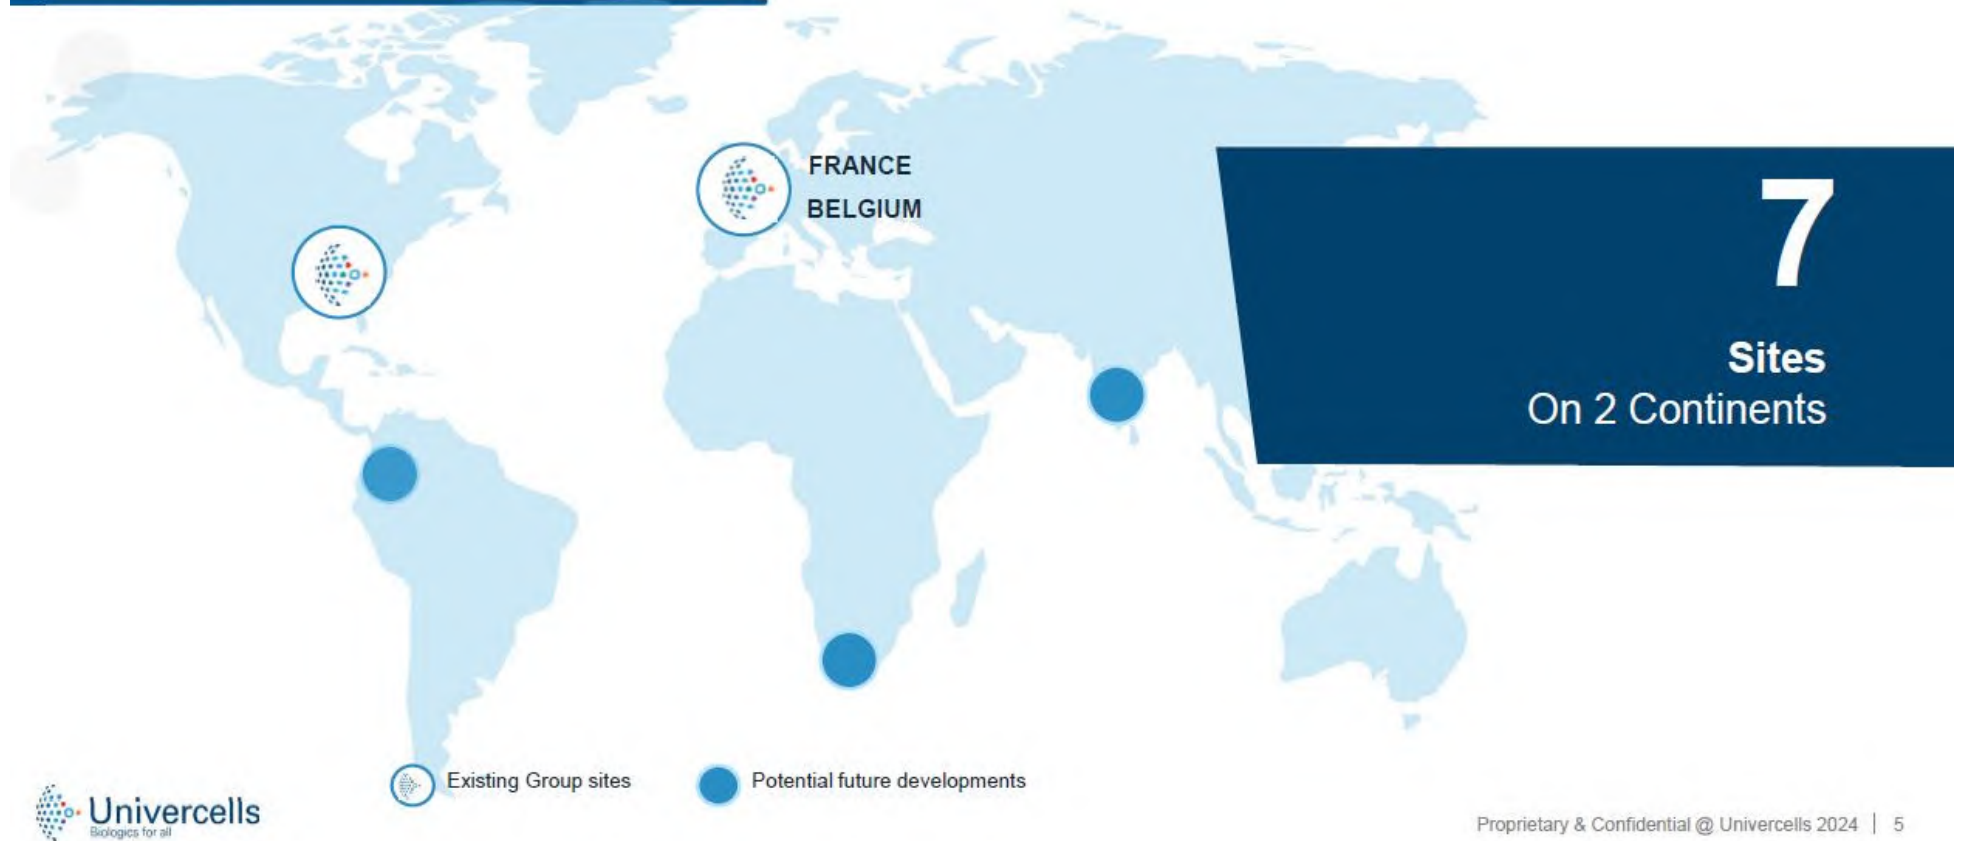 FRANCE
BELGIUM
7
Sites
On 2 Continents
Existing Group sites
Potential future developments
Univercells
Biologics for all
Proprietary & Confidential @ Univercells 2024 | 5